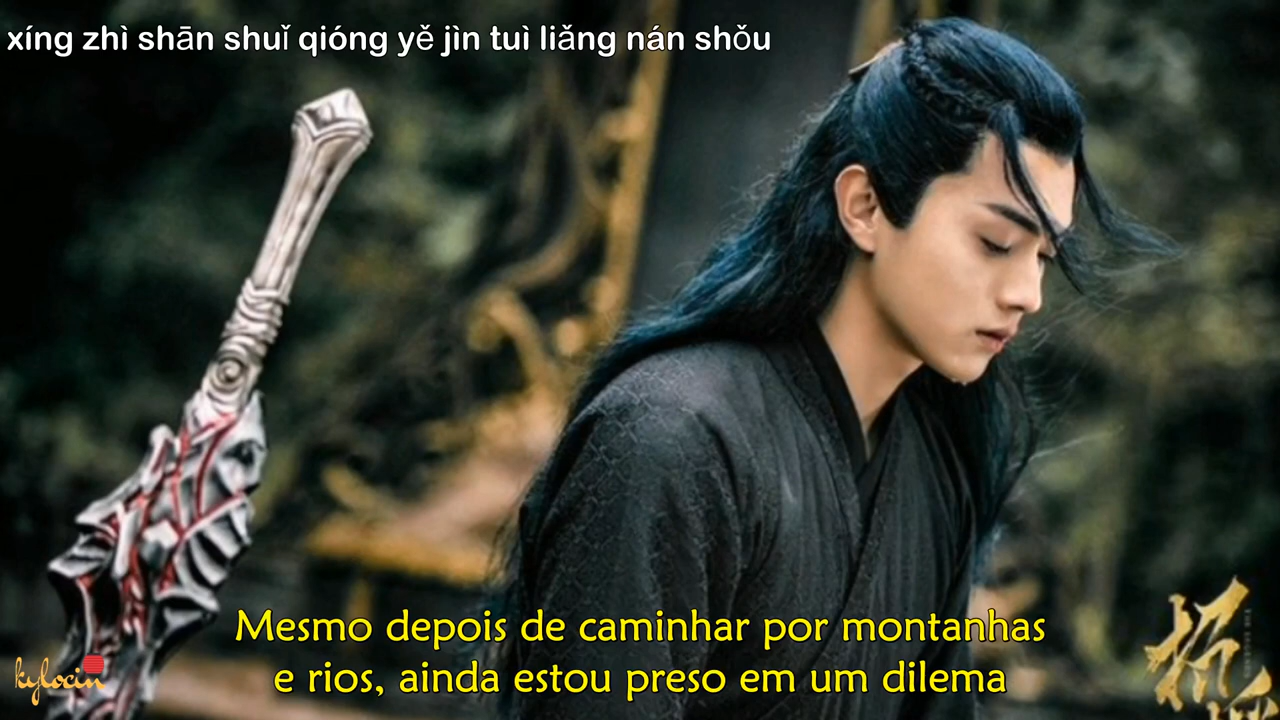 xíng zhì shān shuǐ qióng yě jìn tuì liǎng nán shǒu
Mesmo depois de caminhar por montanhas
e rios, ainda estou preso em um dilema
kylocin
招